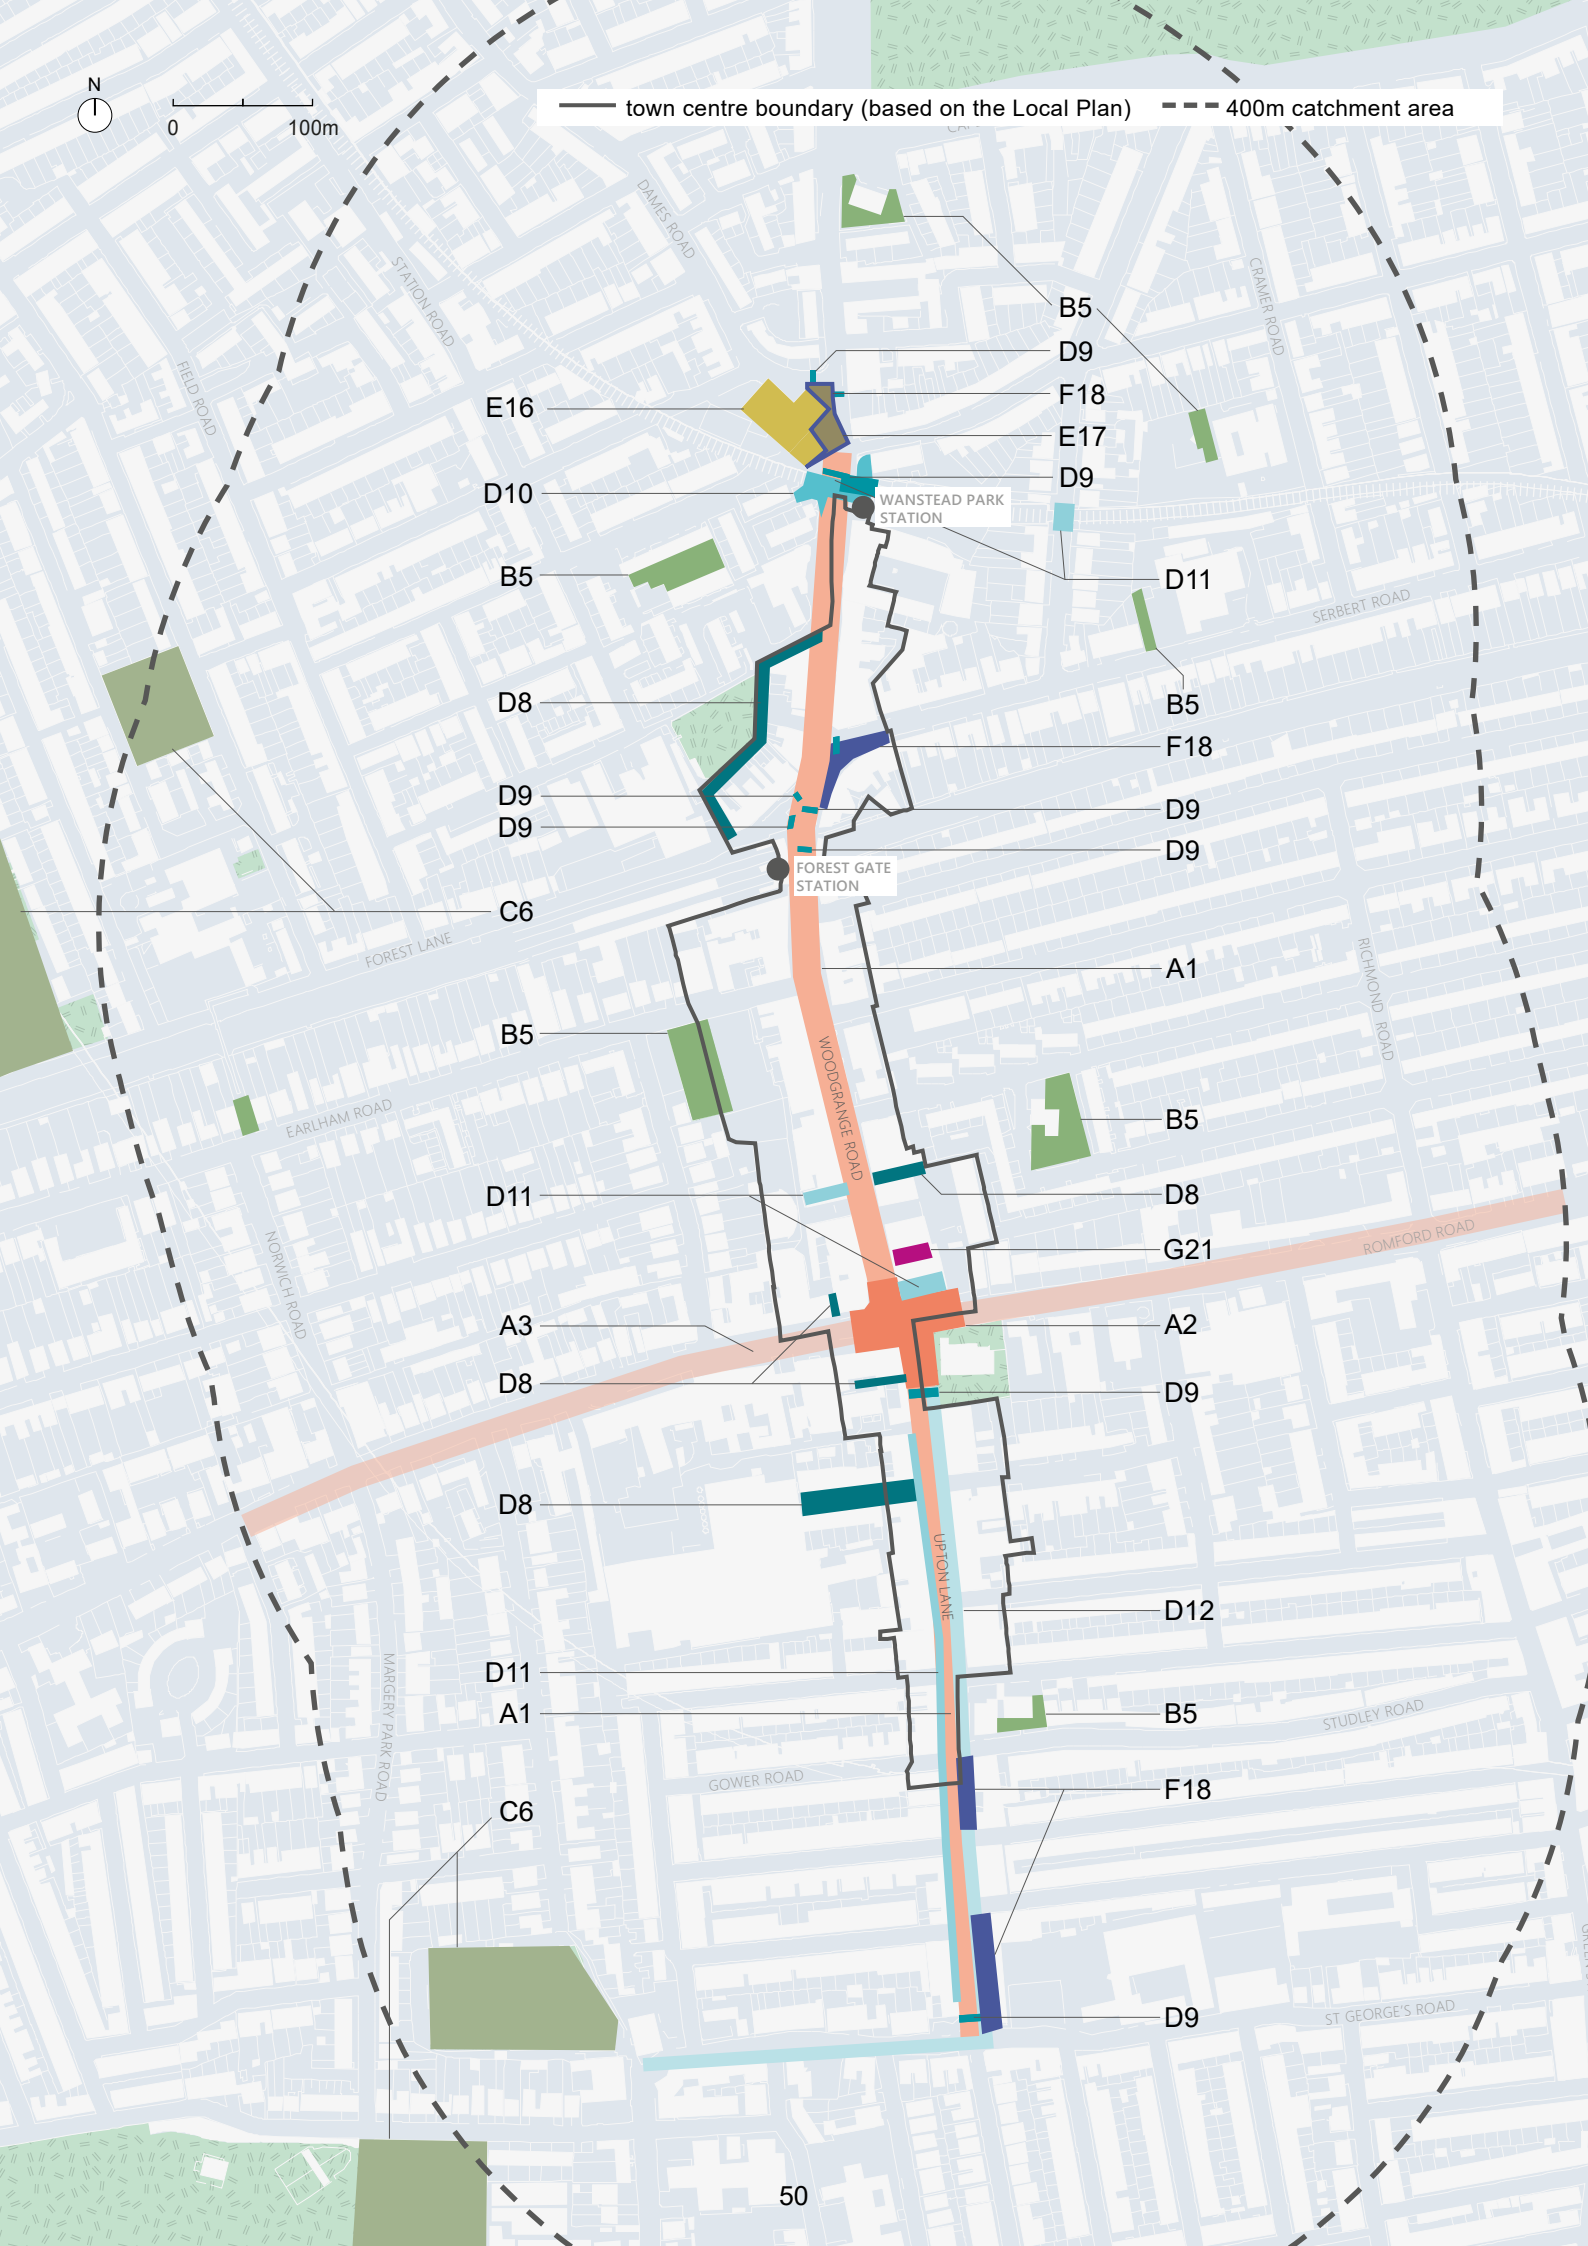 N
0 100m
town centre boundary (based on the Local Plan) 400m catchment area
DAMES ROAD
STATION ROAD
CRAMER ROAD
FIELD ROAD
B5
D9
F18
E16
E17
D9
D10
WANSTEAD PARK
STATION
B5
D11
SERBERT ROAD
D8
B5
F18
D9
D9
D9
D9
FOREST GATE
STATION
C6
FOREST LANE
A1
RICHMOND ROAD
B5
WOODGRANGE ROAD
EARLHAM ROAD
B5
D11
D8
NORWICH ROAD
G21
ROMFORD ROAD
A3
A2
D8
D9
D8
UPTON LANE
D12
D11
MARGERY PARK ROAD
A1
B5
STUDLEY ROAD
GOWER ROAD
F18
C6
ST GEORGE'S ROAD
D9
50